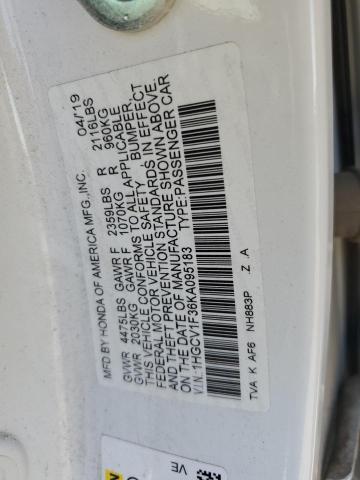 MFD BY HONDA OF AMERICA MFG.,INC. 04/19
GVWR 4475LBS GAWR F 2359LBS R 2116LBS
GVWR 2030KG GAWR F 1070KG R 960KG
THIS VEHICLE CONFORMS TO ALL APPLICABLE
FEDERAL MOTOR VEHICLE SAFETY, BUMPER,
AND THEFT PREVENTION STANDARDS IN EFFECT
ON THE DATE OF MANUFACTURE SHOWN ABOVE.
V.I.N.:1HGCV1F36KA095183 TYPE:PASSENGER CAR
TVA K AF6 NH883P .Z .A
VE